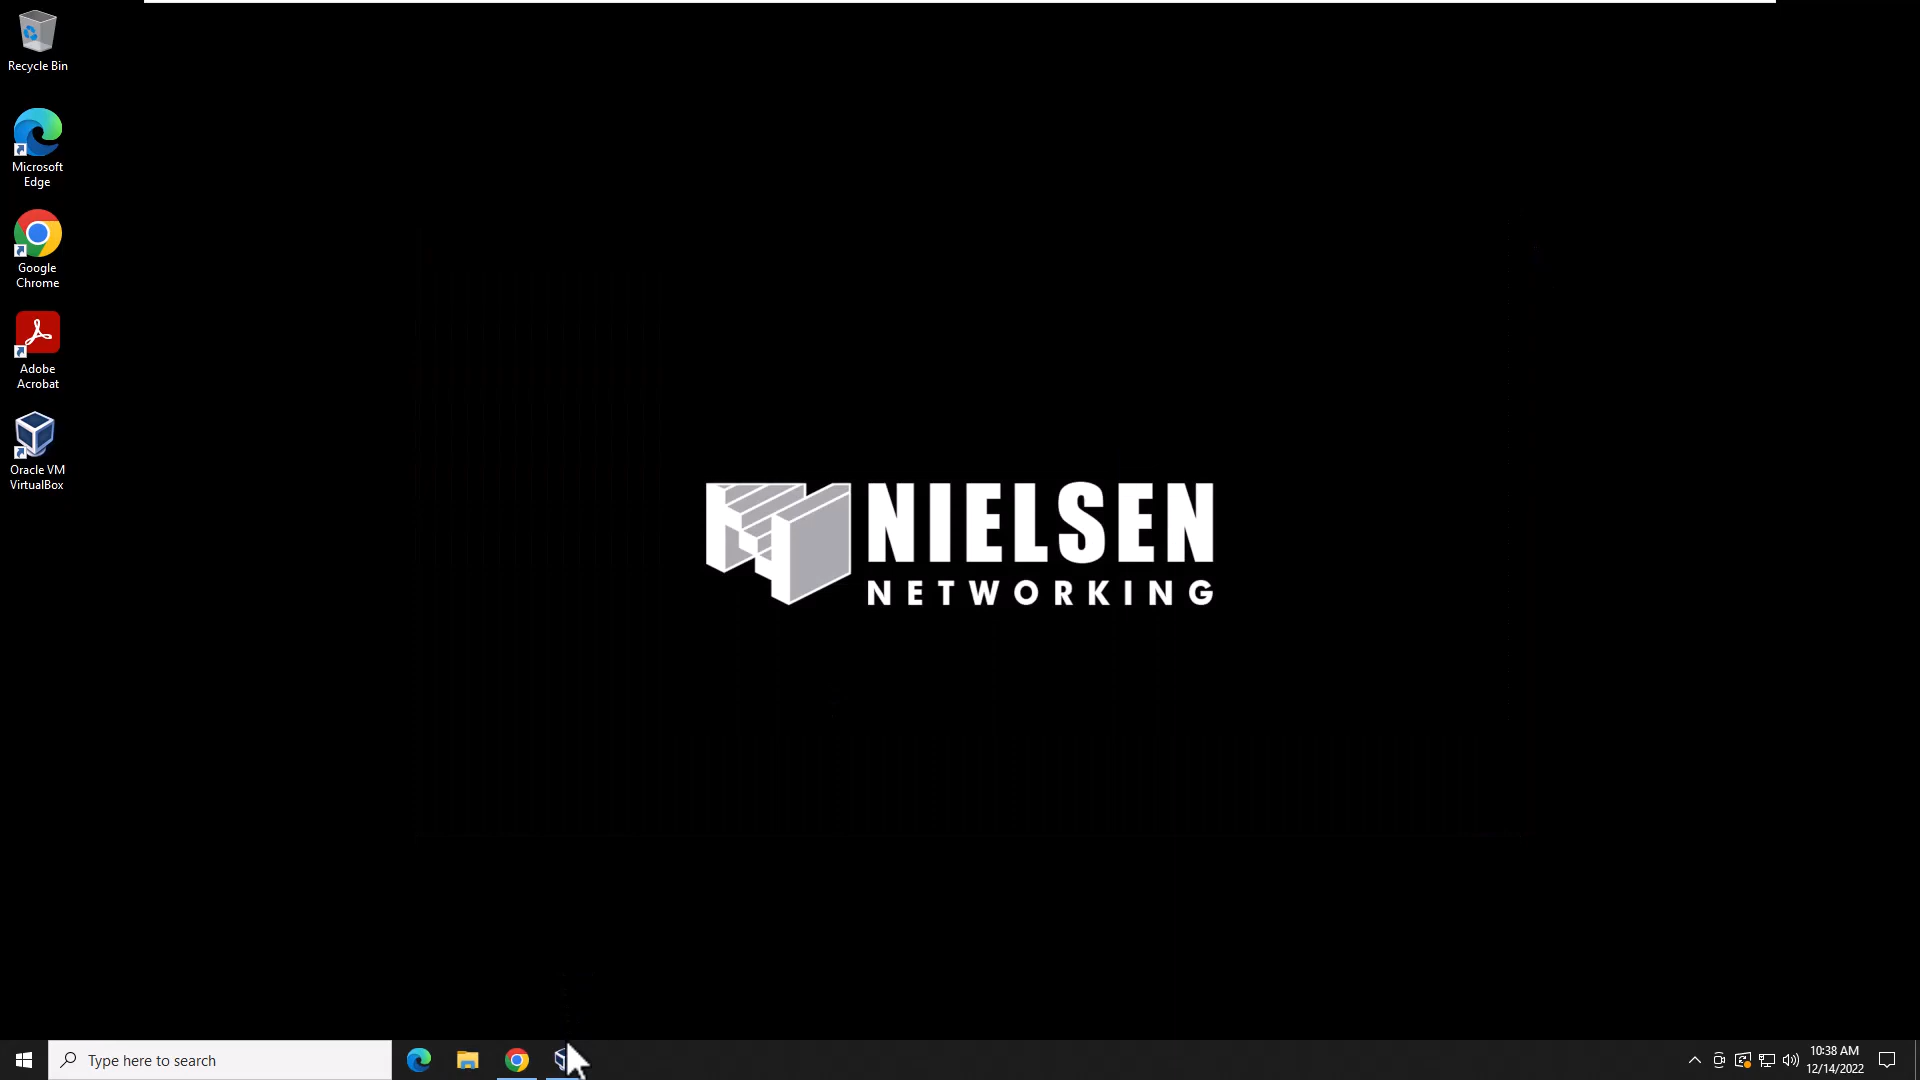 Recycle Bin
Microsoft
Edge
Google
Chrome
Adobe
Acrobat
Oracle VM
VirtualBox
NIELSEN
NETWORKING
Type here to search
10:38 AM
12/14/2022